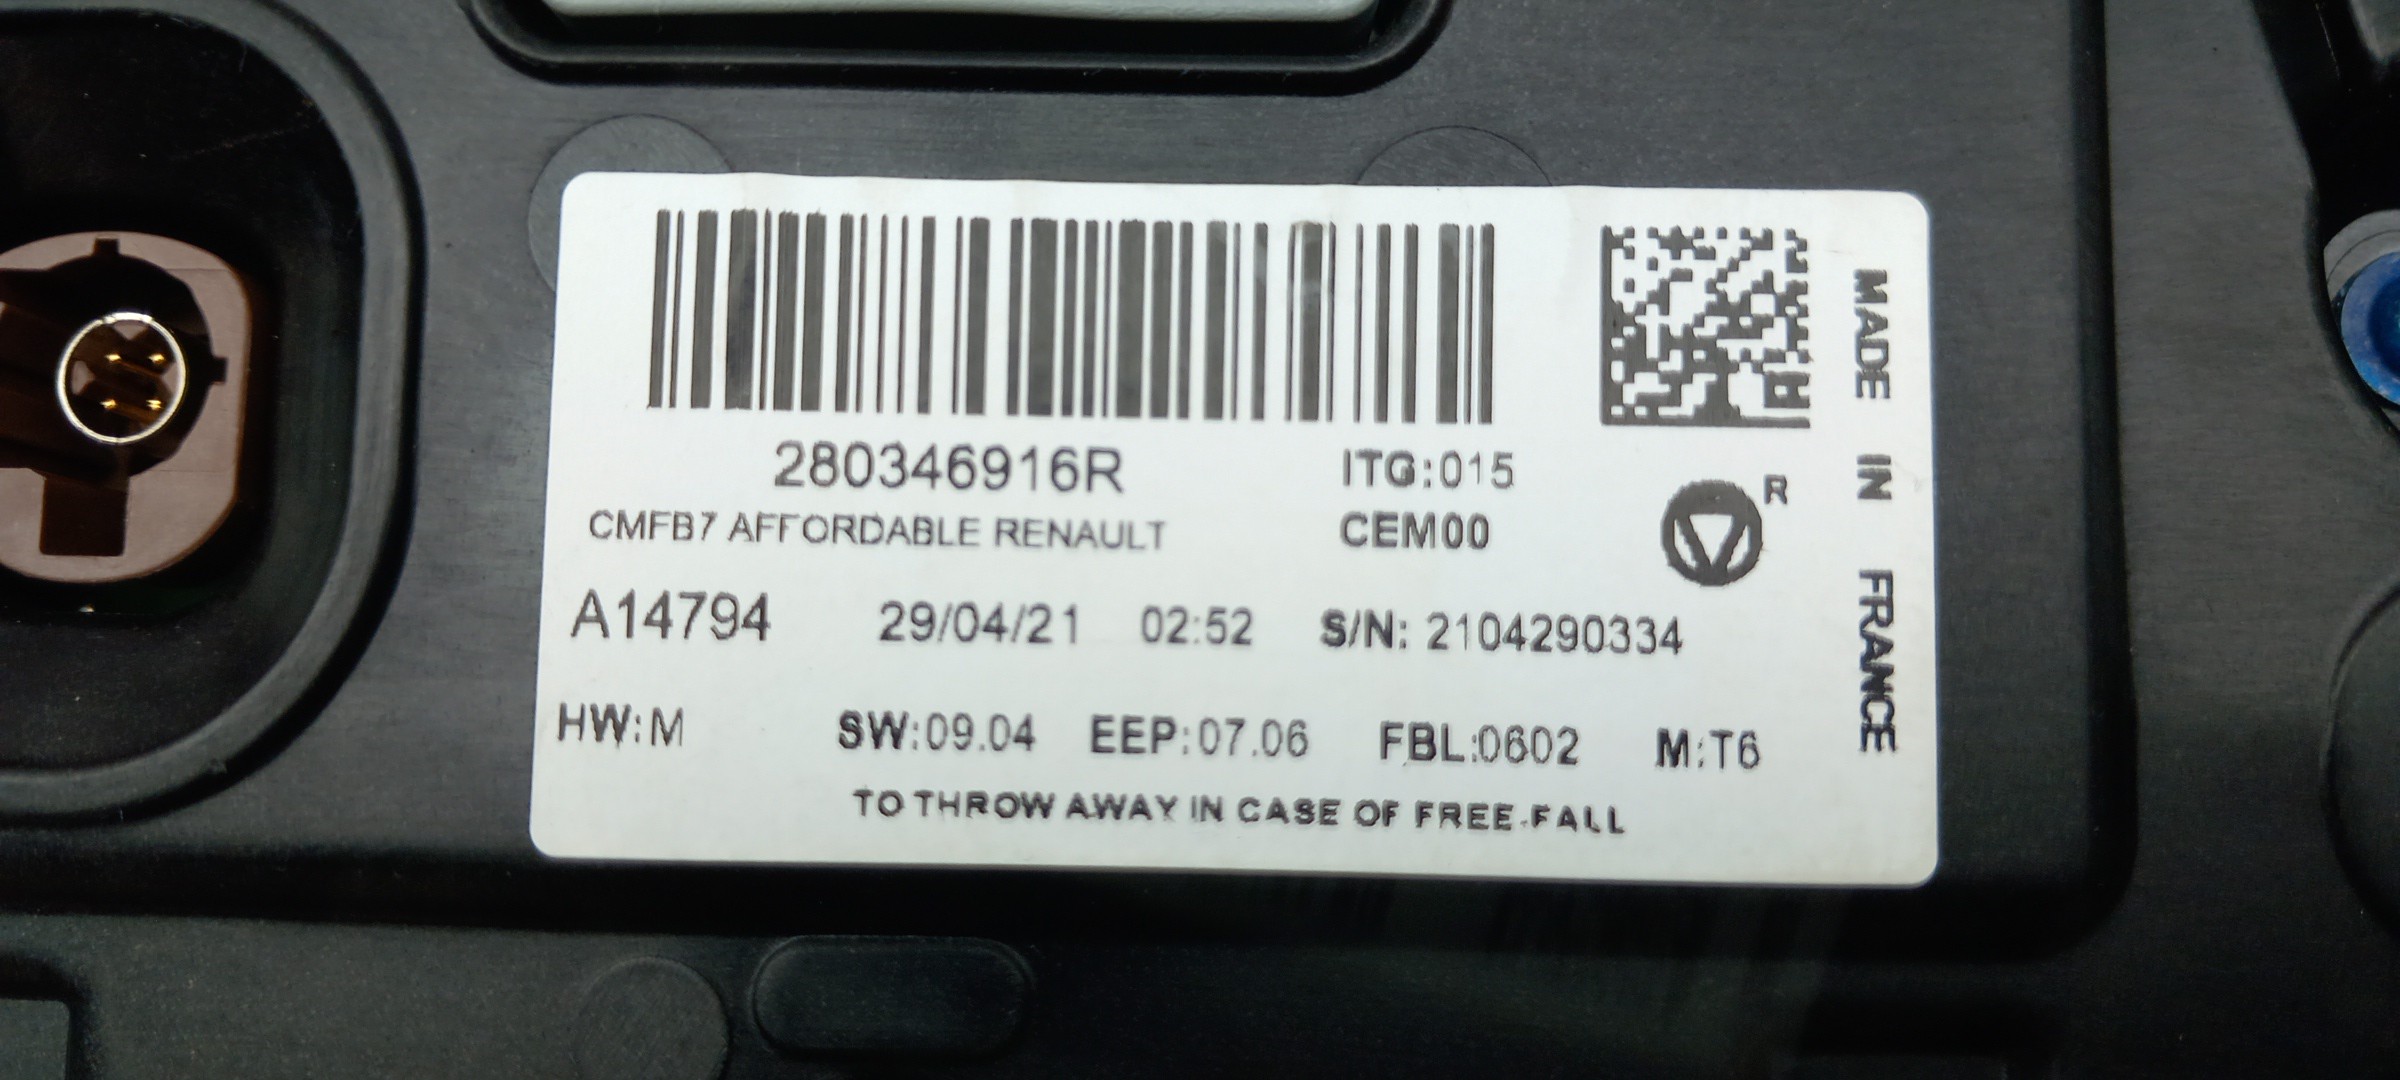 280346916R ITG:015
CMFB7 AFFORDABLE RENAULT CEM00
R
A14794 29/04/21 02:52 S/N: 2104290334
HW:M SW:09.04 EEP:07.06 FBL:0602 M:T6
TO THROW AWAY IN CASE OF FREE-FALL
MADE IN FRANCE